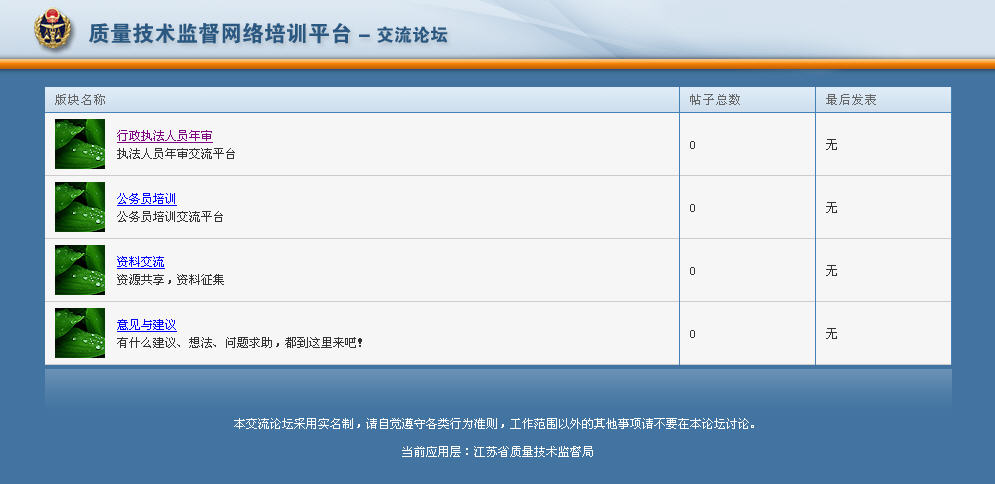 质量技术监督网络培训平台 – 交流论坛
版块名称 帖子总数 最后发表
行政执法人员年审
执法人员年审交流平台
0 无
公务员培训
公务员培训交流平台
0 无
资料交流
资源共享，资料征集
0 无
意见与建议
有什么建议、想法、问题求助，都到这里来吧！
0 无
本交流论坛采用实名制，请自觉遵守各类行为准则，工作范围以外的其他事项请不要在本论坛讨论。
当前应用层：江苏省质量技术监督局